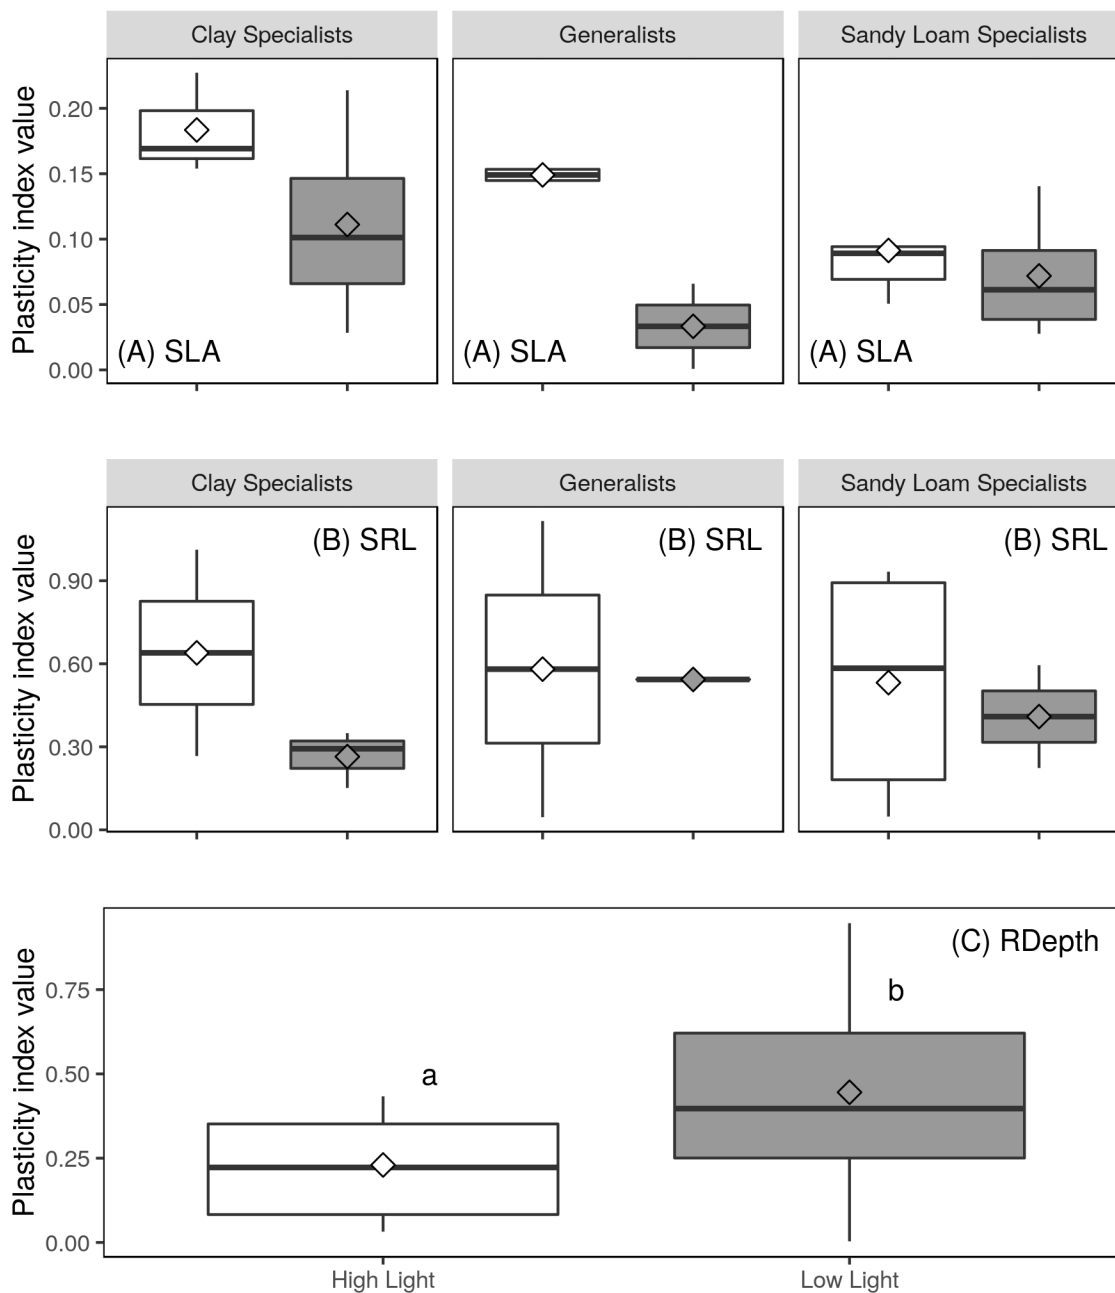 Clay Specialists Generalists Sandy Loam Specialists
Plasticity index value
0.20
0.15
0.10
0.05
0.00
(A) SLA (A) SLA (A) SLA
Clay Specialists Generalists Sandy Loam Specialists
Plasticity index value
(B) SRL (B) SRL (B) SRL
0.90
0.60
0.30
0.00
Plasticity index value
(C) RDepth
0.75
0.50
0.25
0.00
a
b
High Light Low Light